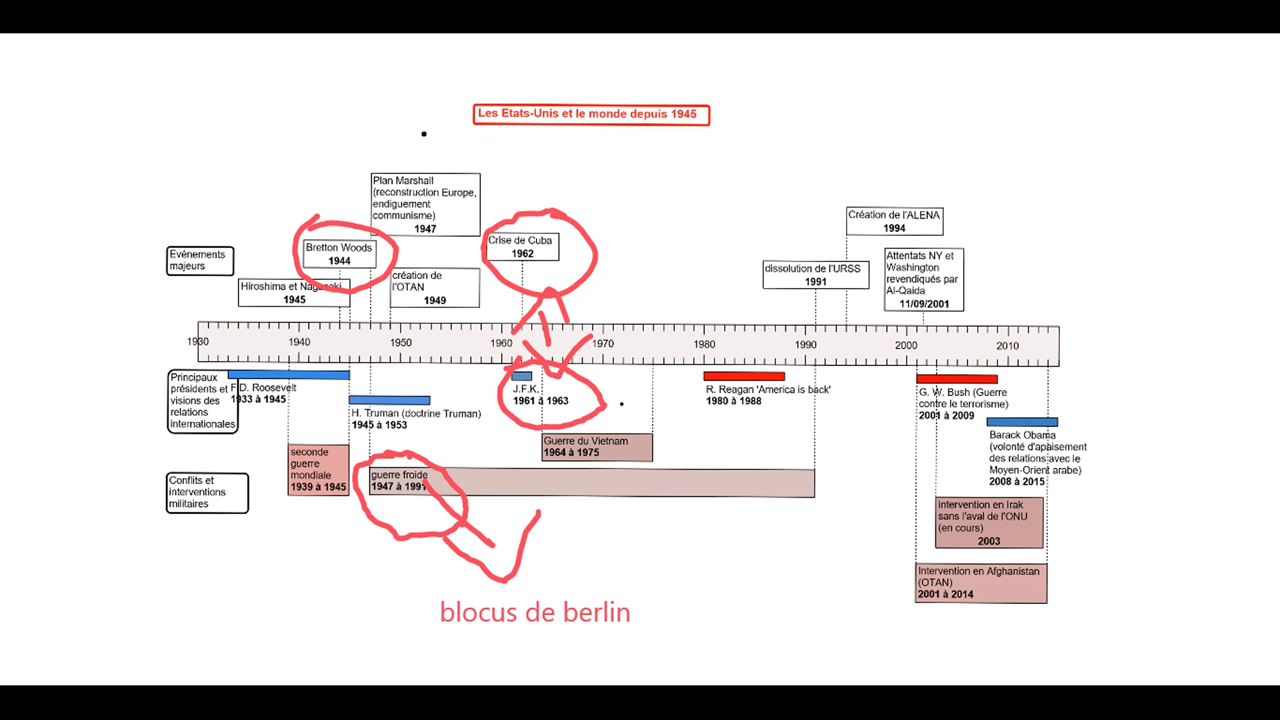 Les Etats-Unis et le monde depuis 1945
Plan Marshall
(reconstruction Europe,
endiguement
communisme)
1947
Bretton Woods
1944
Crise de Cuba
1962
Création de l'ALENA
1994
Evénements
majeurs
Hiroshima et Nagasaki
1945
création de
l'OTAN
1949
dissolution de l'URSS
1991
Attentats NY et
Washington
revendiqués par
Al-Qaida
11/09/2001
1930 1940 1950 1960 1970 1980 1990 2000 2010
Principaux
présidents et
visions des
relations
internationales
F.D. Roosevelt
1933 à 1945
H. Truman (doctrine Truman)
1945 à 1953
J.F.K.
1961 à 1963
R. Reagan 'America is back'
1980 à 1988
G. W. Bush (Guerre
contre le terrorisme)
2001 à 2009
Barack Obama
(volonté d'apaisement
des relations avec le
Moyen-Orient arabe)
2008 à 2015
Conflits et
interventions
militaires
seconde
guerre
mondiale
1939 à 1945
guerre froide
1947 à 1991
Guerre du Vietnam
1964 à 1975
intervention en Irak
sans l'aval de l'ONU
(en cours)
2003
Intervention en Afghanistan
(OTAN)
2001 à 2014
blocus de berlin